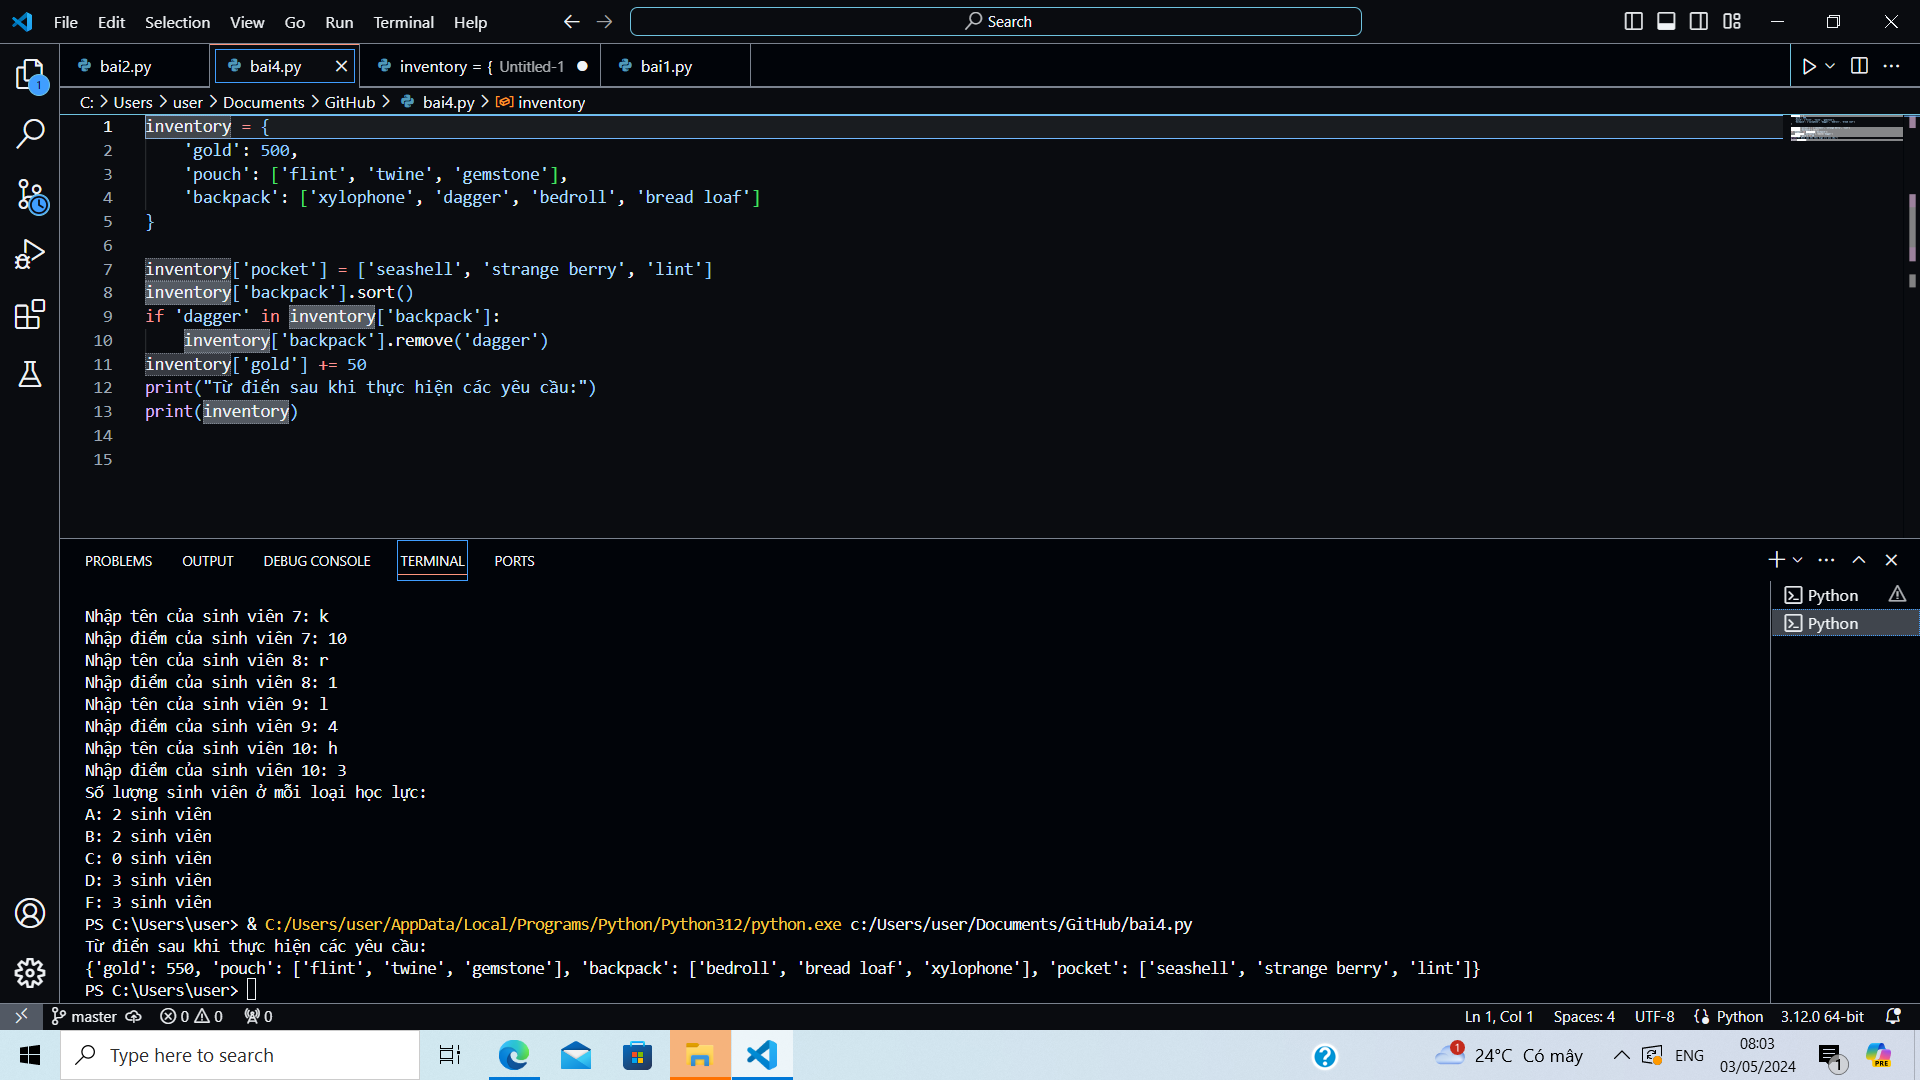 File Edit Selection View Go Run Terminal Help
Search
bai2.py
bai4.py
inventory = { Untitled-1
bai1.py
C: > Users > user > Documents > GitHub > bai4.py > inventory
1 inventory = {
2     'gold': 500,
3     'pouch': ['flint', 'twine', 'gemstone'],
4     'backpack': ['xylophone', 'dagger', 'bedroll', 'bread loaf']
5 }
6
7 inventory['pocket'] = ['seashell', 'strange berry', 'lint']
8 inventory['backpack'].sort()
9 if 'dagger' in inventory['backpack']:
10     inventory['backpack'].remove('dagger')
11 inventory['gold'] += 50
12 print("Từ điển sau khi thực hiện các yêu cầu:")
13 print(inventory)
14
15
1
PROBLEMS OUTPUT DEBUG CONSOLE TERMINAL PORTS
Nhập tên của sinh viên 7: k
Nhập điểm của sinh viên 7: 10
Nhập tên của sinh viên 8: r
Nhập điểm của sinh viên 8: 1
Nhập tên của sinh viên 9: l
Nhập điểm của sinh viên 9: 4
Nhập tên của sinh viên 10: h
Nhập điểm của sinh viên 10: 3
Số lượng sinh viên ở mỗi loại học lực:
A: 2 sinh viên
B: 2 sinh viên
C: 0 sinh viên
D: 3 sinh viên
F: 3 sinh viên
PS C:\Users\user> & C:/Users/user/AppData/Local/Programs/Python/Python312/python.exe c:/Users/user/Documents/GitHub/bai4.py
Từ điển sau khi thực hiện các yêu cầu:
{'gold': 550, 'pouch': ['flint', 'twine', 'gemstone'], 'backpack': ['bedroll', 'bread loaf', 'xylophone'], 'pocket': ['seashell', 'strange berry', 'lint']}
PS C:\Users\user>
Python
Python
master 0 0 0
Ln 1, Col 1 Spaces: 4 UTF-8 Python 3.12.0 64-bit
Type here to search
1 24°C Có mây ENG
08:03
03/05/2024
1
PRE